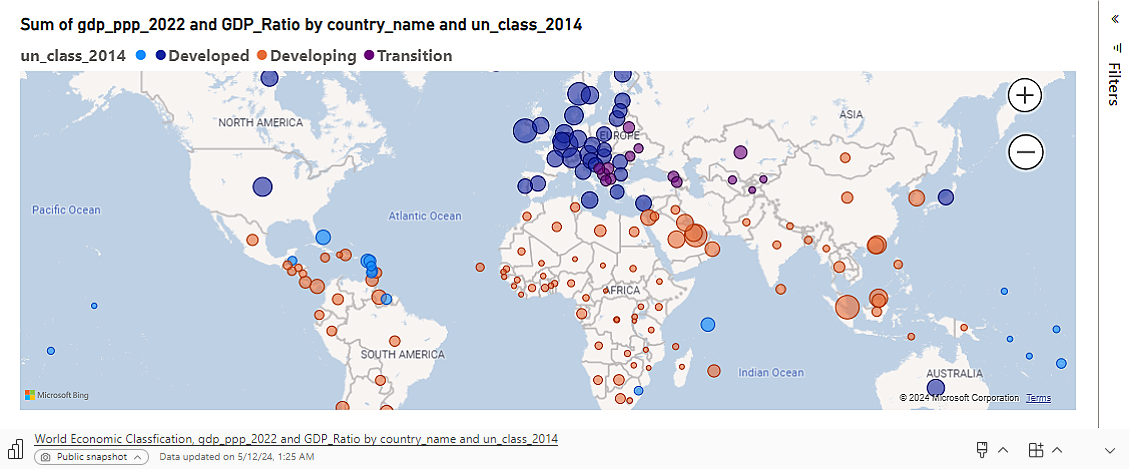 Sum of gdp_ppp_2022 and GDP_Ratio by country_name and un_class_2014
un_class_2014 Developed Developing Transition
Filters
NORTH AMERICA
EUROPE
ASIA
Pacific Ocean
Atlantic Ocean
AFRICA
SOUTH AMERICA
Indian Ocean
AUSTRALIA
Microsoft Bing
© 2024 Microsoft Corporation Terms
World Economic Classfication, gdp_ppp_2022 and GDP_Ratio by country_name and un_class_2014
Public snapshot
Data updated on 5/12/24, 1:25 AM